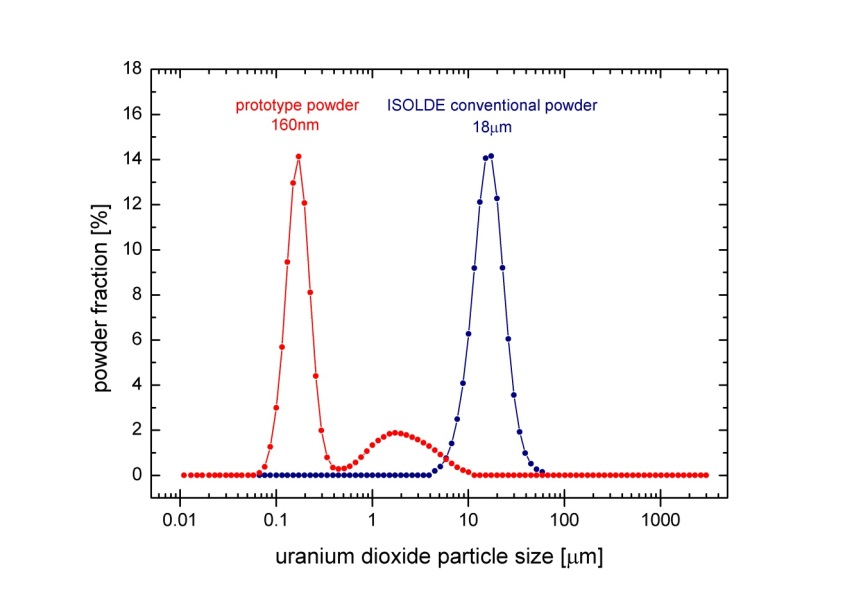 18
16
14
12
10
8
6
4
2
0
powder fraction [%]
prototype powder
160nm
ISOLDE conventional powder
18μm
0.01 0.1 1 10 100 1000
uranium dioxide particle size [μm]